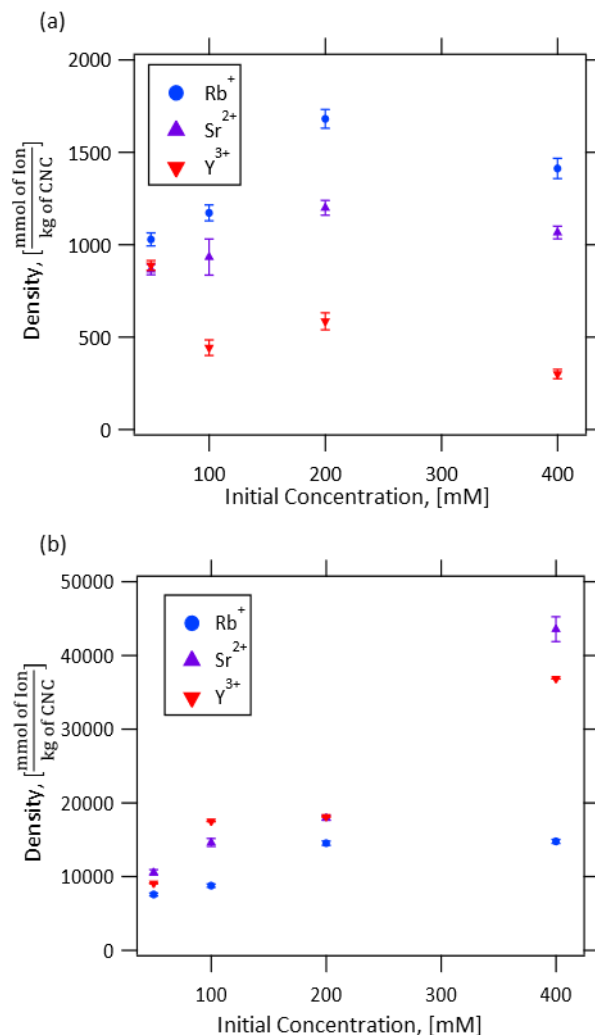 (a)
2000
1500
1000
500
0
Rb+
Sr2+
Y3+
Density, [mmol of Ion / kg of CNC]
100 200 300 400
Initial Concentration, [mM]
(b)
50000
40000
30000
20000
10000
0
Rb+
Sr2+
Y3+
Density, [mmol of Ion / kg of CNC]
100 200 300 400
Initial Concentration, [mM]